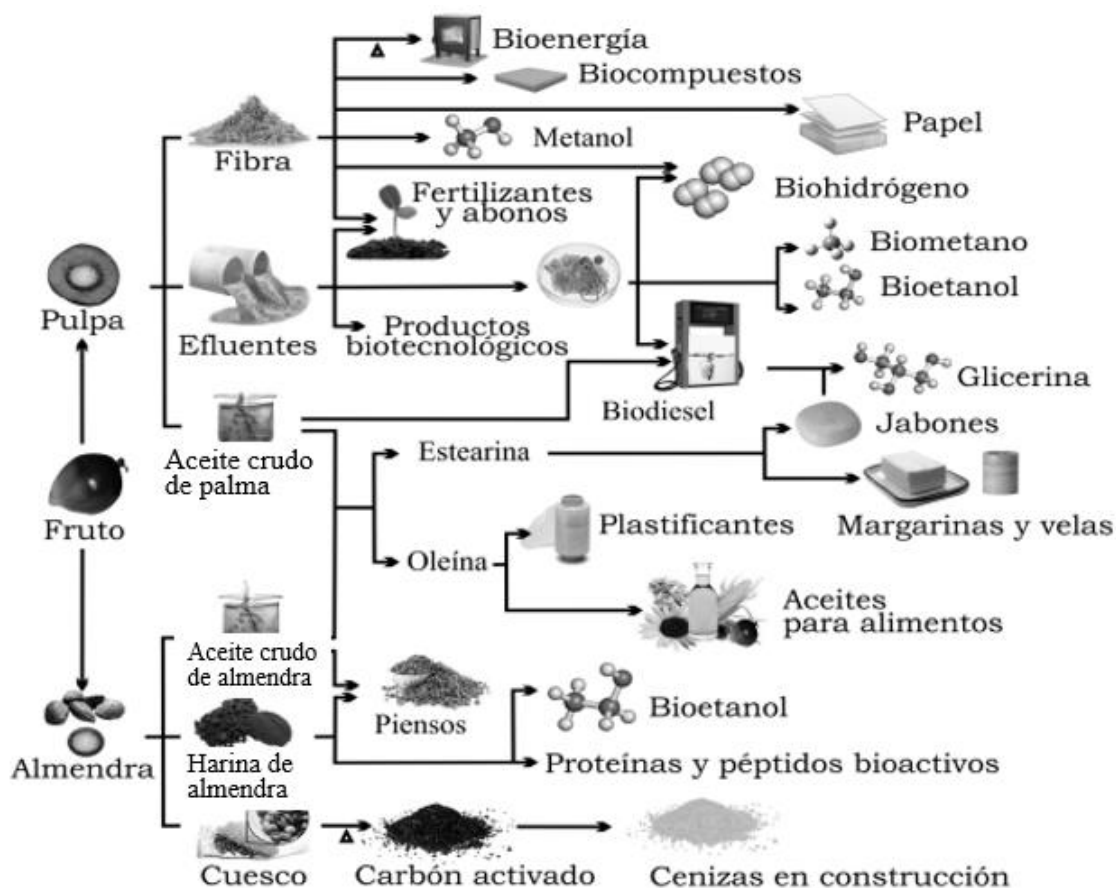 Bioenergía
Biocompuestos
Papel
Metanol
Fibra
Biohidrógeno
Fertilizantes
y abonos
Biometano
Bioetanol
Pulpa
Efluentes
Productos
biotecnológicos
Biodiesel
Glicerina
Jabones
Aceite crudo
de palma
Estearina
Fruto
Margarinas y velas
Plastificantes
Oleína
Aceites
para alimentos
Aceite crudo
de almendra
Piensos
Bioetanol
Almendra
Harina de
almendra
Proteínas y péptidos bioactivos
Cuesco
Carbón activado
Cenizas en construcción